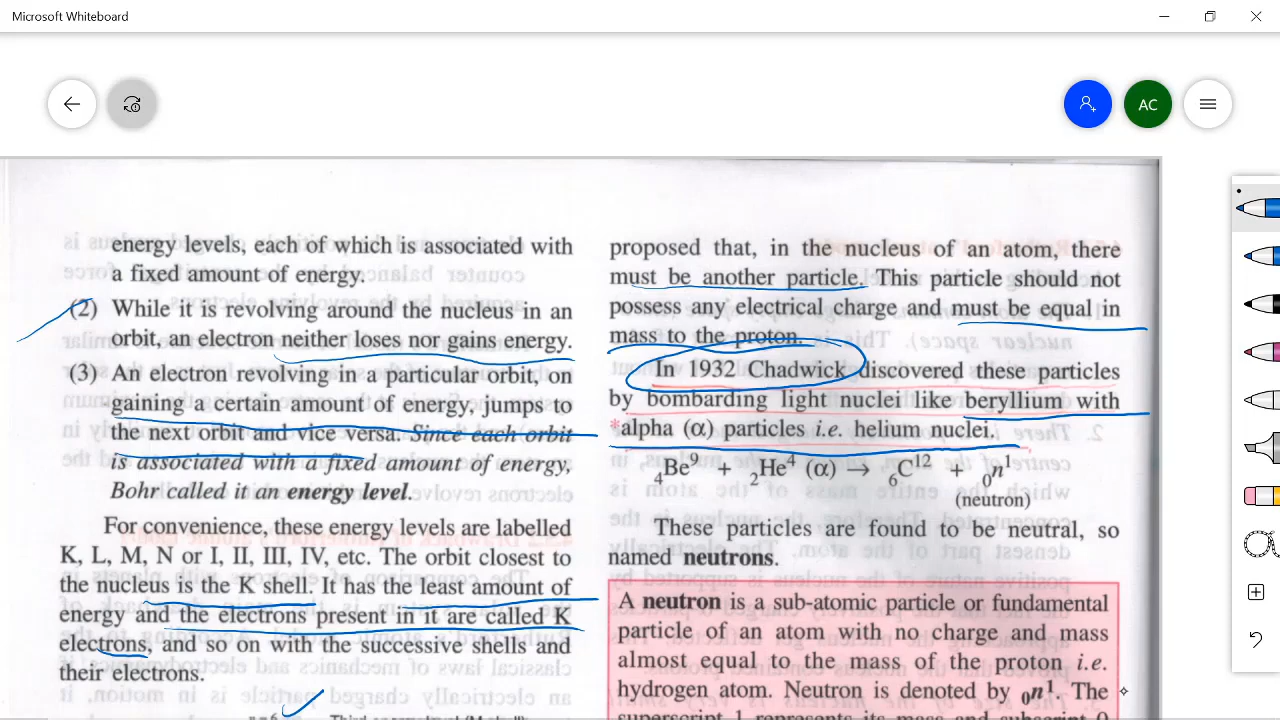 Microsoft Whiteboard
AC
energy levels, each of which is associated with
a fixed amount of energy.
(2) While it is revolving around the nucleus in an
orbit, an electron neither loses nor gains energy.
(3) An electron revolving in a particular orbit, on
gaining a certain amount of energy, jumps to
the next orbit and vice versa. Since each orbit
is associated with a fixed amount of energy,
Bohr called it an energy level.
For convenience, these energy levels are labelled
K, L, M, N or I, II, III, IV, etc. The orbit closest to
the nucleus is the K shell. It has the least amount of
energy and the electrons present in it are called K
electrons, and so on with the successive shells and
their electrons.
proposed that, in the nucleus of an atom, there
must be another particle. This particle should not
possess any electrical charge and must be equal in
mass to the proton.
In 1932 Chadwick discovered these particles
by bombarding light nuclei like beryllium with
*alpha (α) particles i.e. helium nuclei.
₄Be⁹ + ₂He⁴ (α) → ₆C¹² + ₀n¹
(neutron)
These particles are found to be neutral, so
named neutrons.
A neutron is a sub-atomic particle or fundamental
particle of an atom with no charge and mass
almost equal to the mass of the proton i.e.
hydrogen atom. Neutron is denoted by ₀n¹. The